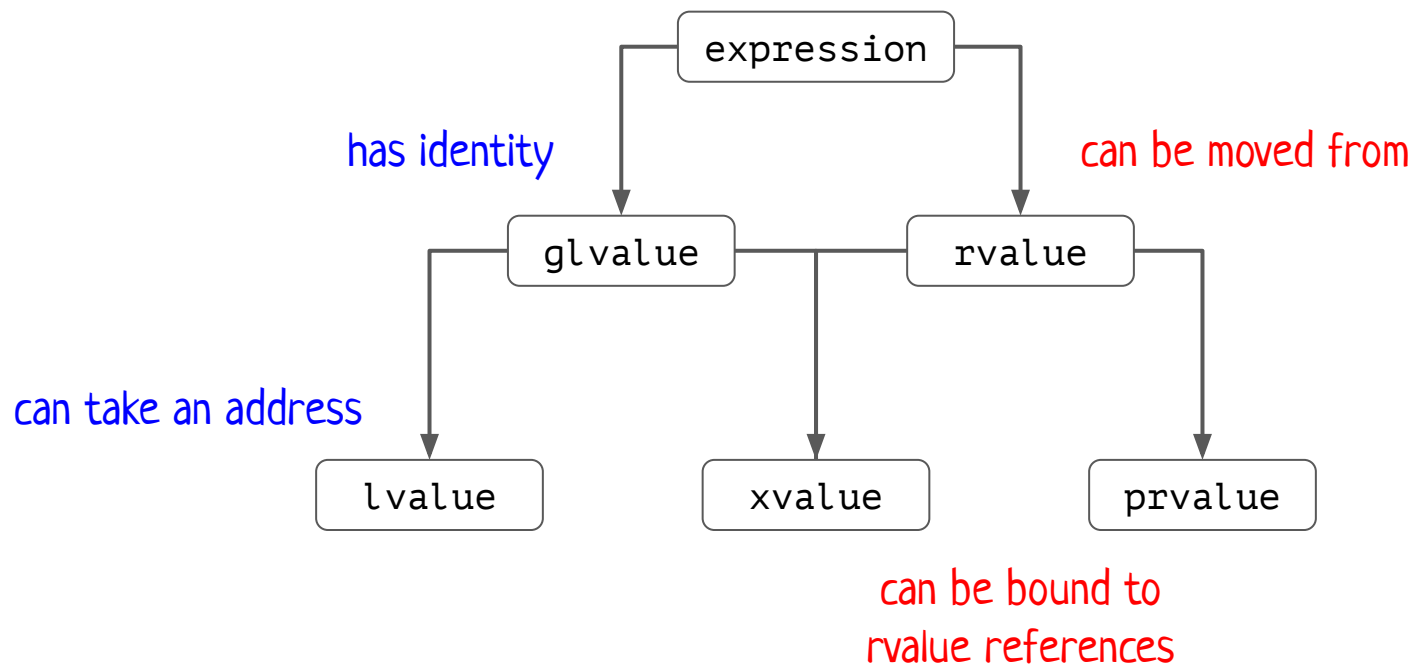 expression
has identity
can be moved from
glvalue
rvalue
can take an address
lvalue
xvalue
prvalue
can be bound to
rvalue references